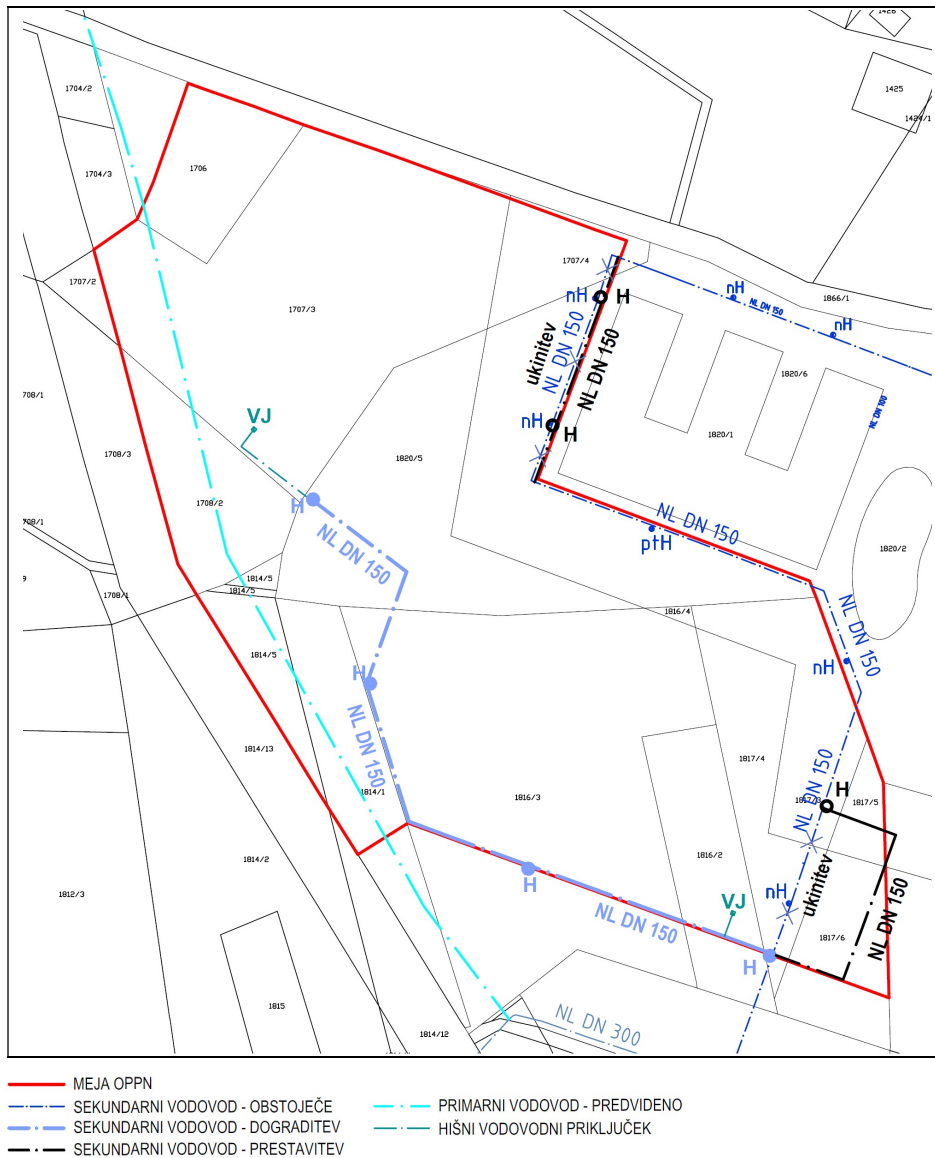 1426
1425
1424/1
1704/2
1706
1704/3
1707/4
1707/2
1707/3
1866/1
nH
NL DN 150
nH
nH
H
NL DN 150
ukinitev
NL DN 150
1820/6
NL DN 100
1708/1
VJ
nH
H
1820/1
1708/3
1820/5
1708/2
H
NL DN 150
NL DN 150
ptH
1820/2
1708/1
1814/5
1814/5
1708/1
1816/4
NL DN 150
nH
1814/5
H
NL DN 150
1814/13
1817/4
NL DN 150
H
1817/3
1817/5
1814/1
1816/3
1814/2
1816/2
ukinitev
H
nH
VJ
NL DN 150
1812/3
NL DN 150
1817/6
H
1815
NL DN 300
1814/12
MEJA OPPN
SEKUNDARNI VODOVOD - OBSTOJEČE
SEKUNDARNI VODOVOD - DOGRADITEV
SEKUNDARNI VODOVOD - PRESTAVITEV
PRIMARNI VODOVOD - PREDVIDENO
HIŠNI VODOVODNI PRIKLJUČEK